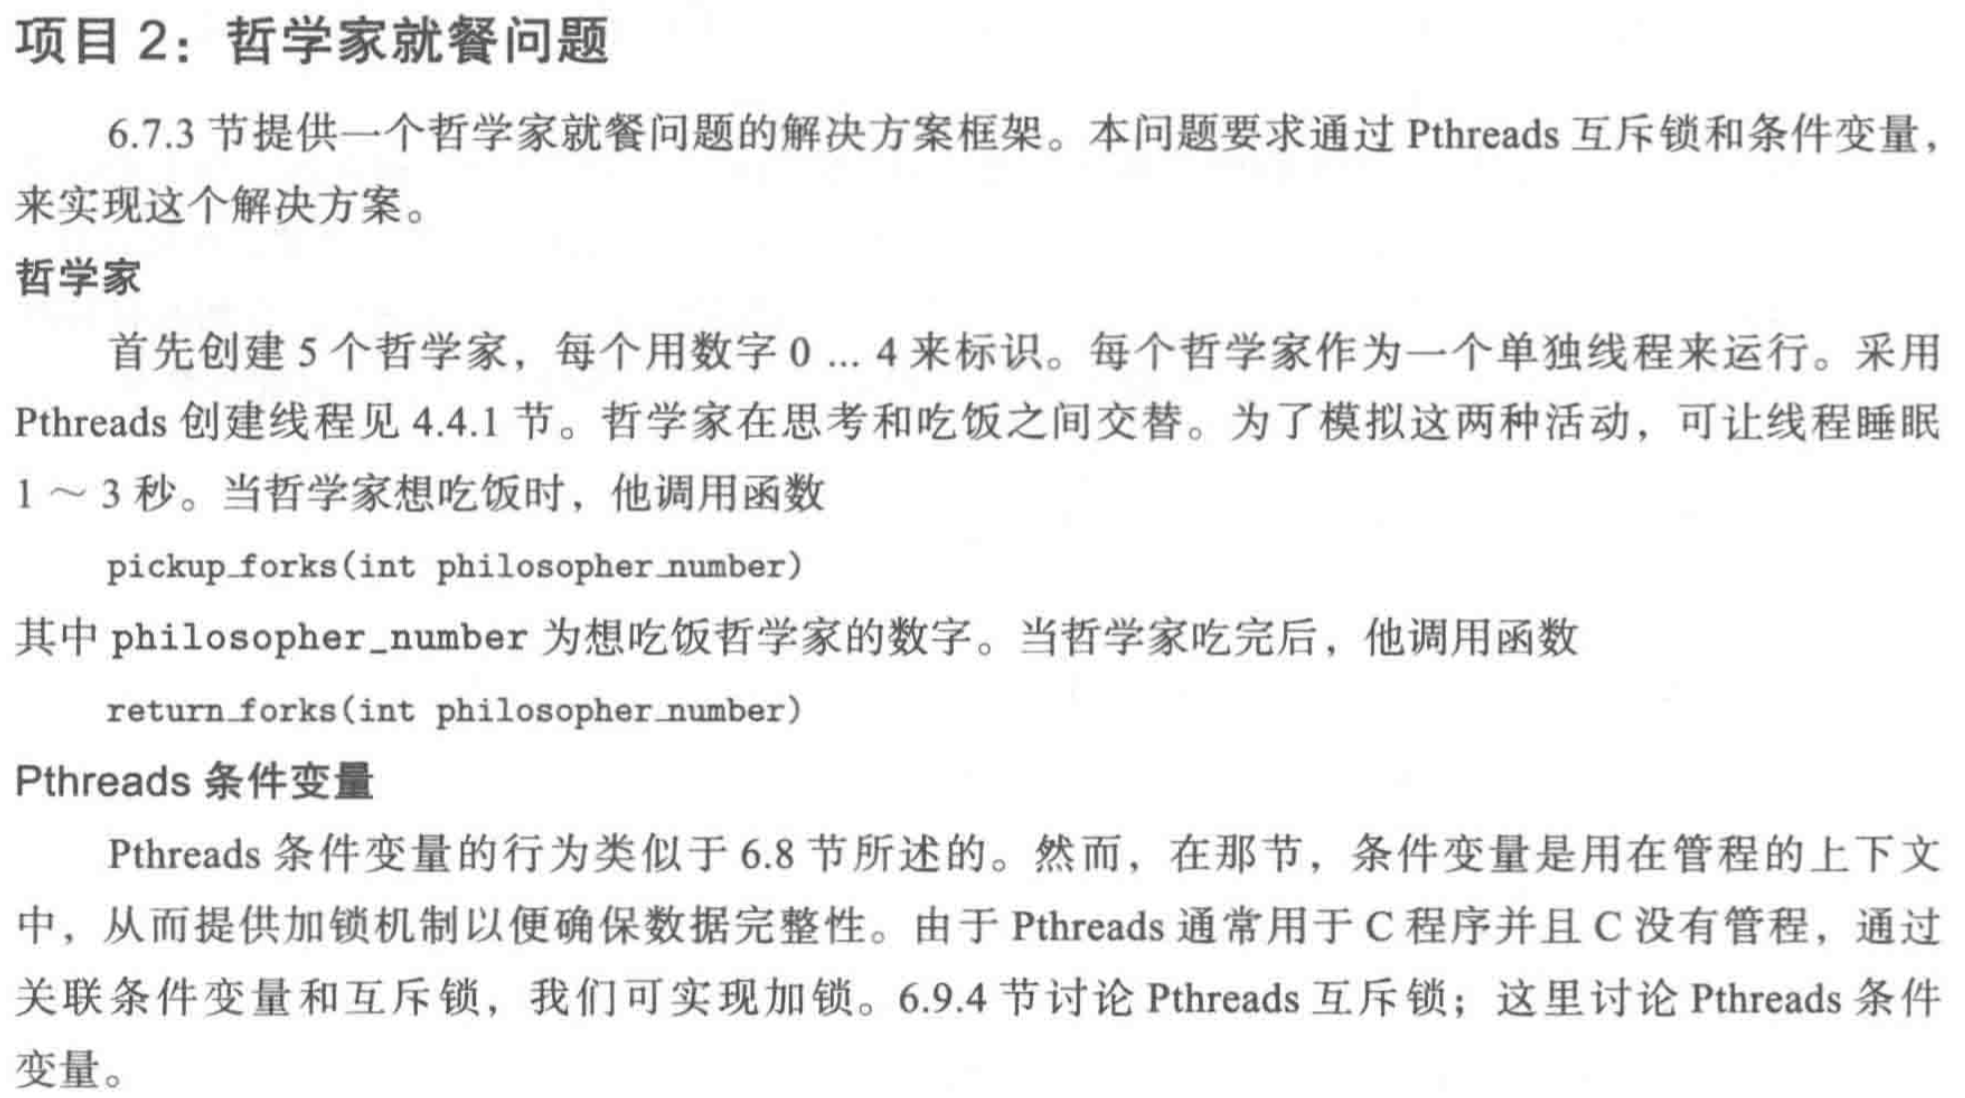 项目 2：哲学家就餐问题
6.7.3 节提供一个哲学家就餐问题的解决方案框架。本问题要求通过 Pthreads 互斥锁和条件变量，
来实现这个解决方案。
哲学家
首先创建 5 个哲学家，每个用数字 0 ... 4 来标识。每个哲学家作为一个单独线程来运行。采用
Pthreads 创建线程见 4.4.1 节。哲学家在思考和吃饭之间交替。为了模拟这两种活动，可让线程睡眠
1 ～ 3 秒。当哲学家想吃饭时，他调用函数
pickup_forks(int philosopher_number)
其中 philosopher_number 为想吃饭哲学家的数字。当哲学家吃完后，他调用函数
return_forks(int philosopher_number)
Pthreads 条件变量
Pthreads 条件变量的行为类似于 6.8 节所述的。然而，在那节，条件变量是用在管程的上下文
中，从而提供加锁机制以便确保数据完整性。由于 Pthreads 通常用于 C 程序并且 C 没有管程，通过
关联条件变量和互斥锁，我们可实现加锁。6.9.4 节讨论 Pthreads 互斥锁；这里讨论 Pthreads 条件
变量。